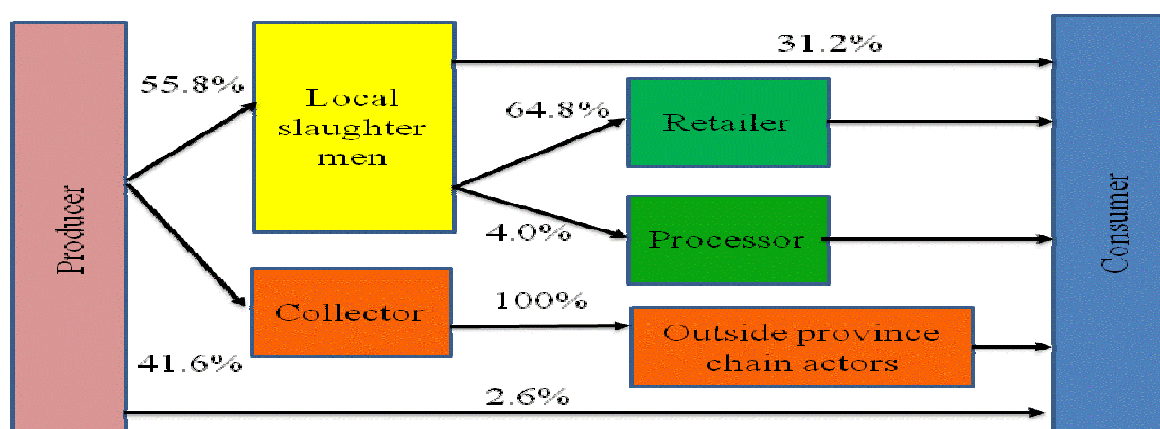 Producer
55.8%
41.6%
Local
slaughter
men
Collector
31.2%
64.8%
4.0%
100%
2.6%
Retailer
Processor
Outside province
chain actors
Consumer